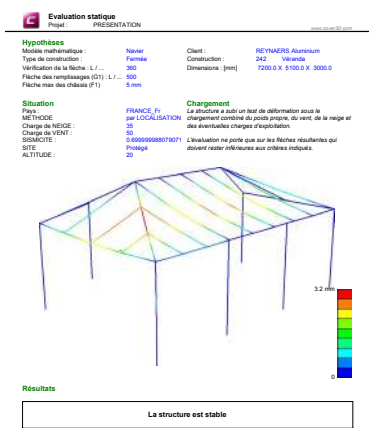 Evaluation statique
Projet : PRESENTATION
www.cover3D.com
Hypothéses
Modèle mathématique : Navier Client : REYNAERS Aluminium
Type de construction : Fermée Construction : 242 Véranda
Vérification de la flèche : L / ... 360 Dimensions : [mm] 7200.0 X 5100.0 X 3000.0
Flèche des remplissages (G1) : L / ... 500
Flèche max des châssis (F1) 5 mm
Situation Chargement
Pays : FRANCE_Fr La structure a subi un test de déformation sous le
METHODE par LOCALISATION chargement combiné du poids propre, du vent, de la neige et
Charge de NEIGE : 35 des éventuelles charges d'exploitation.
Charge de VENT : 50
SISMICITE : 0.699999988079071 L'évaluation ne porte que sur les flèches résultantes qui
SITE Protégé doivent rester inférieures aux critères indiqués.
ALTITUDE : 20
3.2 mm
0
Résultats
La structure est stable